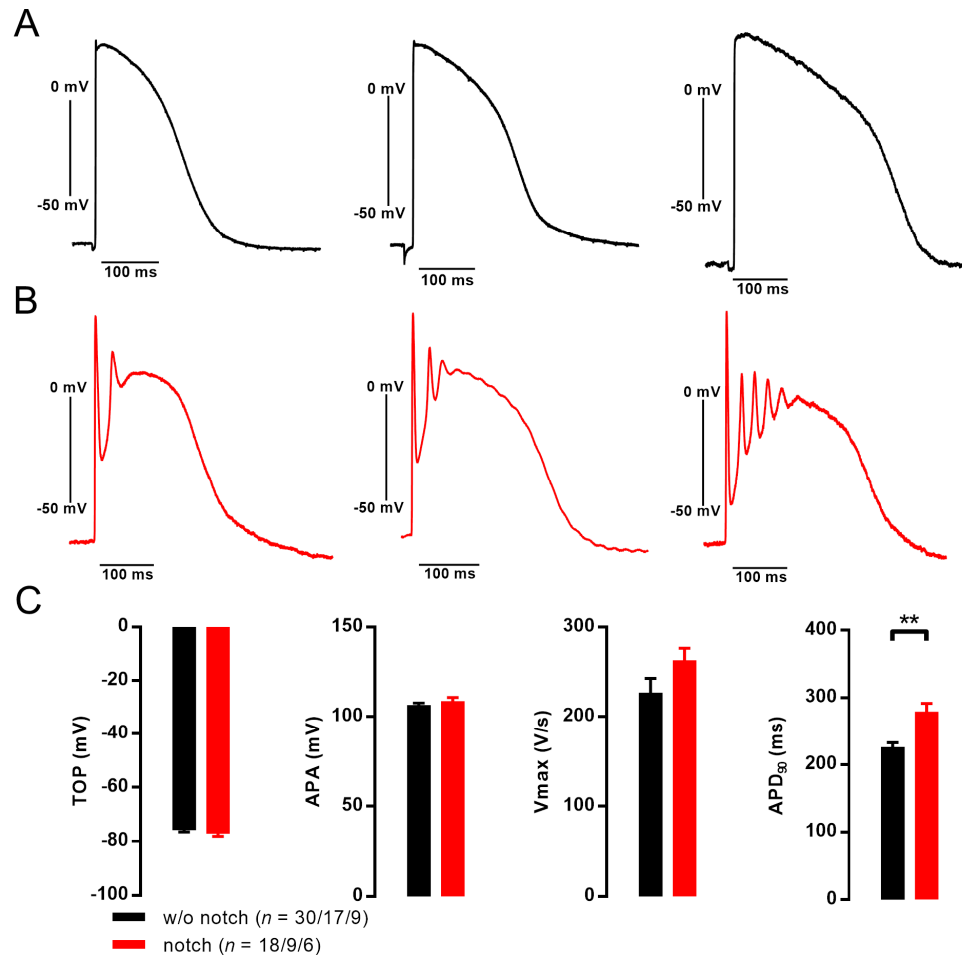 A
0 mV
-50 mV
100 ms
0 mV
-50 mV
100 ms
0 mV
-50 mV
100 ms
B
0 mV
-50 mV
100 ms
0 mV
-50 mV
100 ms
0 mV
-50 mV
100 ms
C
TOP (mV)
0
-20
-40
-60
-80
-100
APA (mV)
150
100
50
0
Vmax (V/s)
300
200
100
0
APD90 (ms)
400
300
200
100
0
**
w/o notch (n = 30/17/9)
notch (n = 18/9/6)